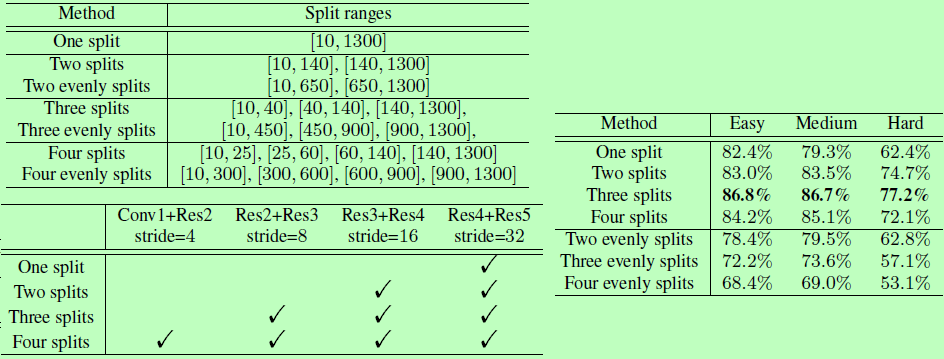 Method Split ranges
One split [10, 1300]
Two splits [10, 140], [140, 1300]
Two evenly splits [10, 650], [650, 1300]
Three splits [10, 40], [40, 140], [140, 1300],
Three evenly splits [10, 450], [450, 900], [900, 1300],
Four splits [10, 25], [25, 60], [60, 140], [140, 1300]
Four evenly splits [10, 300], [300, 600], [600, 900], [900, 1300]
Conv1+Res2 Res2+Res3 Res3+Res4 Res4+Res5
stride=4 stride=8 stride=16 stride=32
One split ✓
Two splits ✓ ✓
Three splits ✓ ✓ ✓
Four splits ✓ ✓ ✓ ✓
Method Easy Medium Hard
One split 82.4% 79.3% 62.4%
Two splits 83.0% 83.5% 74.7%
Three splits 86.8% 86.7% 77.2%
Four splits 84.2% 85.1% 72.1%
Two evenly splits 78.4% 79.5% 62.8%
Three evenly splits 72.2% 73.6% 57.1%
Four evenly splits 68.4% 69.0% 53.1%